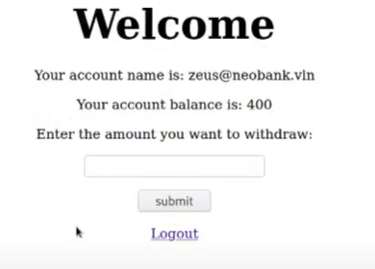 Welcome
Your account name is: zeus@neobank.vln
Your account balance is: 400
Enter the amount you want to withdraw:
submit
Logout